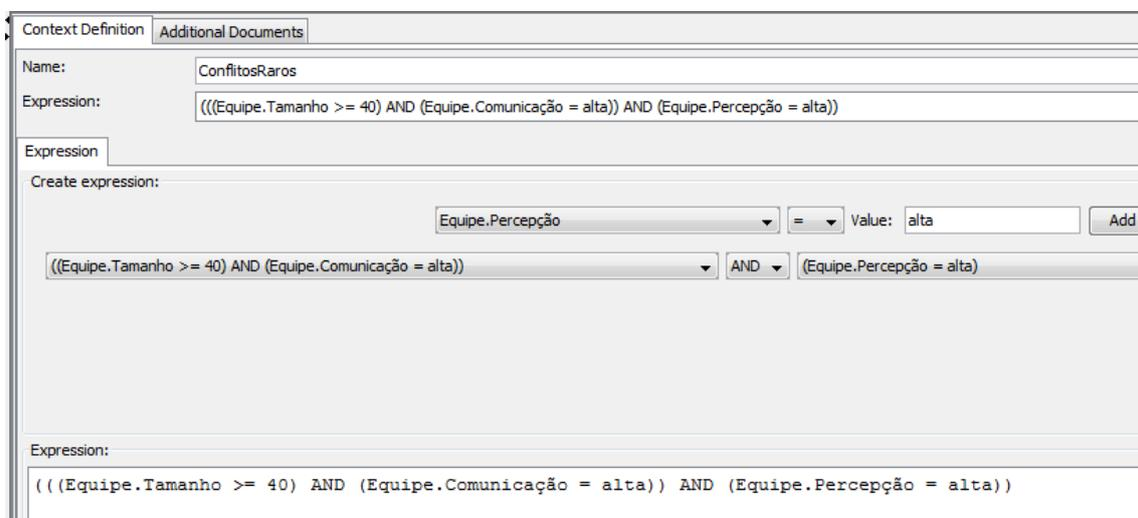 Context Definition Additional Documents
Name: ConflitosRaros
Expression: (((Equipe.Tamanho >= 40) AND (Equipe.Comunicação = alta)) AND (Equipe.Percepção = alta))
Expression
Create expression:
Equipe.Percepção = Value: alta Add
((Equipe.Tamanho >= 40) AND (Equipe.Comunicação = alta)) AND (Equipe.Percepção = alta)
Expression:
(((Equipe.Tamanho >= 40) AND (Equipe.Comunicação = alta)) AND (Equipe.Percepção = alta))